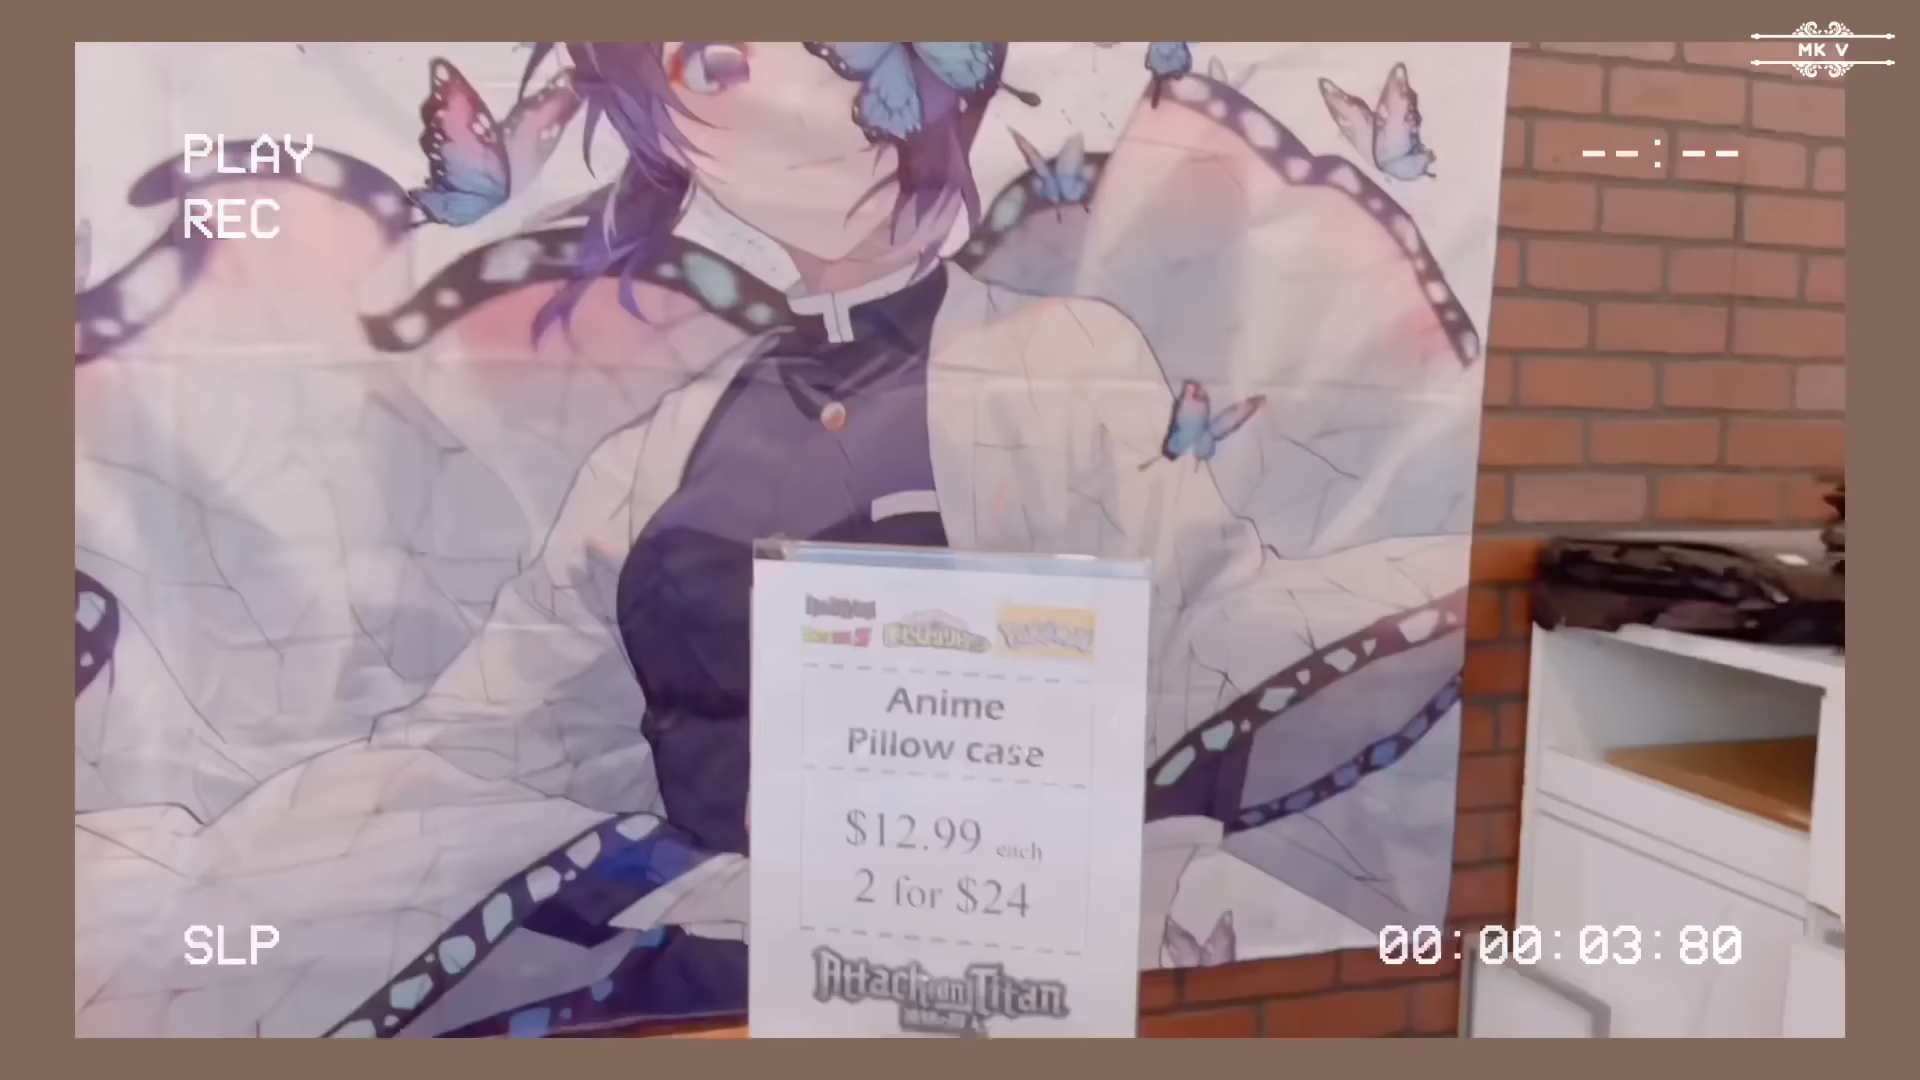 MK V
PLAY
--:--
REC
POKÉMON
Anime
Pillow case
$12.99 each
2 for $24
Attack on Titan
SLP
00:00:03:80